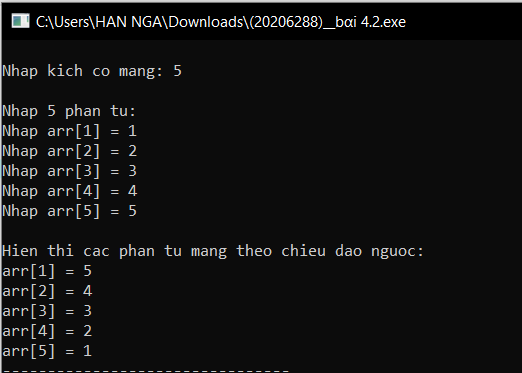 C:\Users\HAN NGA\Downloads\(20206288)__bαi 4.2.exe
Nhap kich co mang: 5
Nhap 5 phan tu:
Nhap arr[1] = 1
Nhap arr[2] = 2
Nhap arr[3] = 3
Nhap arr[4] = 4
Nhap arr[5] = 5
Hien thi cac phan tu mang theo chieu dao nguoc:
arr[1] = 5
arr[2] = 4
arr[3] = 3
arr[4] = 2
arr[5] = 1
--------------------------------